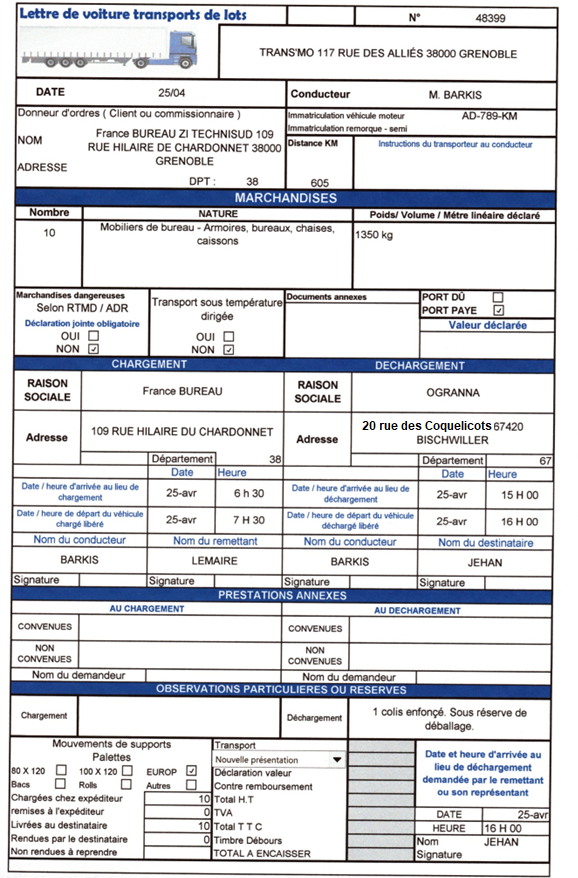 Lettre de voiture transports de lots
N° 48399
TRANS'MO 117 RUE DES ALLIÉS 38000 GRENOBLE
DATE 25/04
Conducteur M. BARKIS
Donneur d'ordres ( Client ou commissionaire )
Immatriculation véhicule moteur AD-789-KM
Immatriculation remorque - semi
NOM
ADRESSE
France BUREAU ZI TECHNISUD 109
RUE HILAIRE DE CHARDONNET 38000
GRENOBLE
DPT : 38
Distance KM
605
Instructions du transporteur au conducteur
MARCHANDISES
Nombre NATURE Poids/ Volume / Métre linéaire déclaré
10
Mobiliers de bureau - Armoires, bureaux, chaises,
caissons
1350 kg
Marchandises dangereuses
Selon RTMD / ADR
Déclaration jointe obligatoire
OUI
NON
Transport sous température
dirigée
OUI
NON
Documents annexes
PORT DÛ
PORT PAYE
Valeur déclarée
CHARGEMENT DECHARGEMENT
RAISON
SOCIALE
France BUREAU
RAISON
SOCIALE
OGRANNA
Adresse
109 RUE HILAIRE DU CHARDONNET
Département 38
Adresse
20 rue des Coquelicots 67420
BISCHWILLER
Département 67
Date Heure Date Heure
Date / heure d'arrivée au lieu de
chargement
25-avr 6 h 30
Date / heure d'arrivée au lieu de
déchargement
25-avr 15 H 00
Date / heure de départ du véhicule
chargé libéré
25-avr 7 H 30
Date / heure de départ du véhicule
déchargé libéré
25-avr 16 H 00
Nom du conducteur Nom du remettant Nom du conducteur Nom du destinataire
BARKIS LEMAIRE BARKIS JEHAN
Signature Signature Signature Signature
PRESTATIONS ANNEXES
AU CHARGEMENT AU DECHARGEMENT
CONVENUES CONVENUES
NON
CONVENUES
NON
CONVENUES
Nom du demandeur Nom du demandeur
OBSERVATIONS PARTICULIERES OU RESERVES
Chargement
Déchargement
1 colis enfonçé. Sous réserve de
déballage.
Mouvements de supports
Palettes
80 X 120 100 X 120 EUROP
Bacs Rolls Autres
Chargées chez expéditeur 10
remises à l'expéditeur 0
Livrées au destinataire 10
Rendues par le destinataire 0
Non rendues à reprendre 0
Transport
Nouvelle présentation
Déclaration valeur
Contre remboursement
Total H.T
TVA
Total T T C
Timbre Débours
TOTAL A ENCAISSER
Date et heure d'arrivée au
lieu de déchargement
demandée par le remettant
ou son représentant
DATE 25-avr
HEURE 16 H 00
Nom JEHAN
Signature